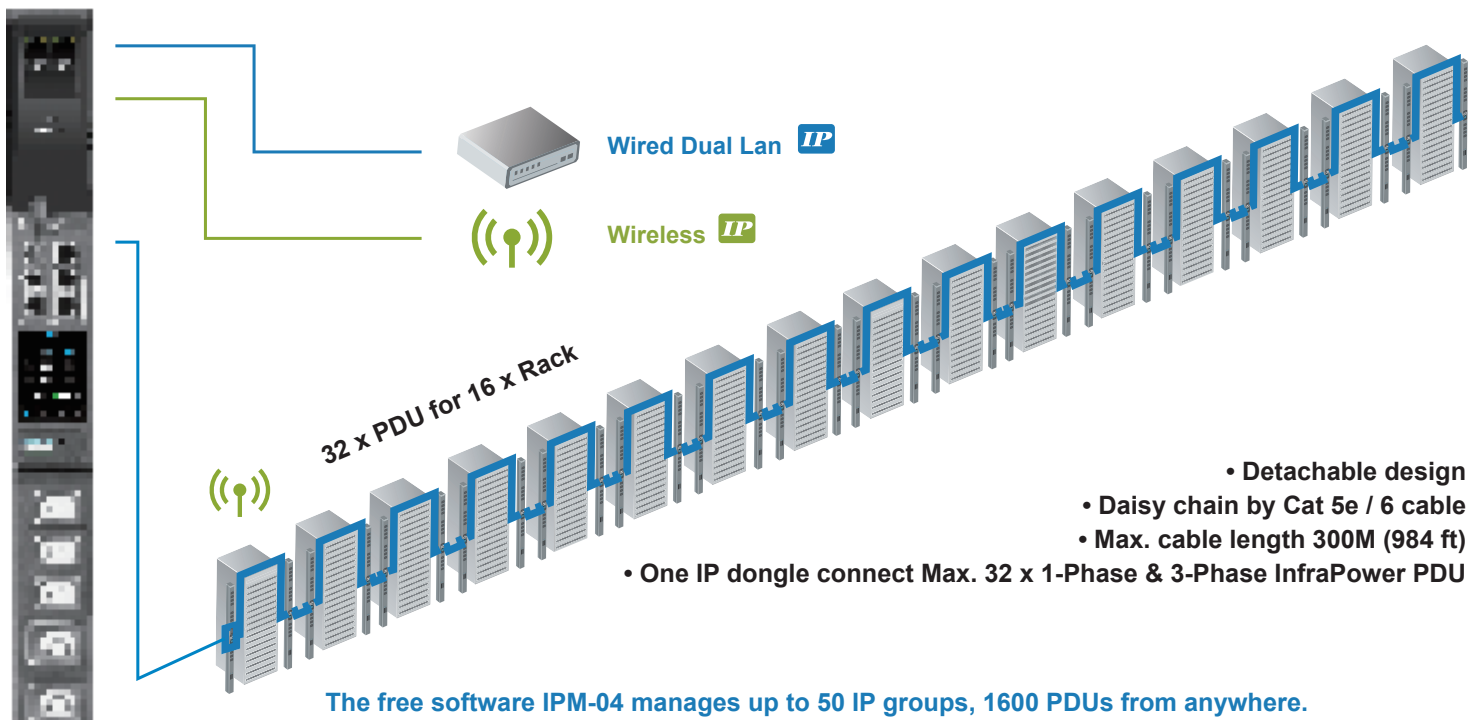 Wired Dual Lan IP
Wireless IP
32 x PDU for 16 x Rack
• Detachable design
• Daisy chain by Cat 5e / 6 cable
• Max. cable length 300M (984 ft)
• One IP dongle connect Max. 32 x 1-Phase & 3-Phase InfraPower PDU
The free software IPM-04 manages up to 50 IP groups, 1600 PDUs from anywhere.